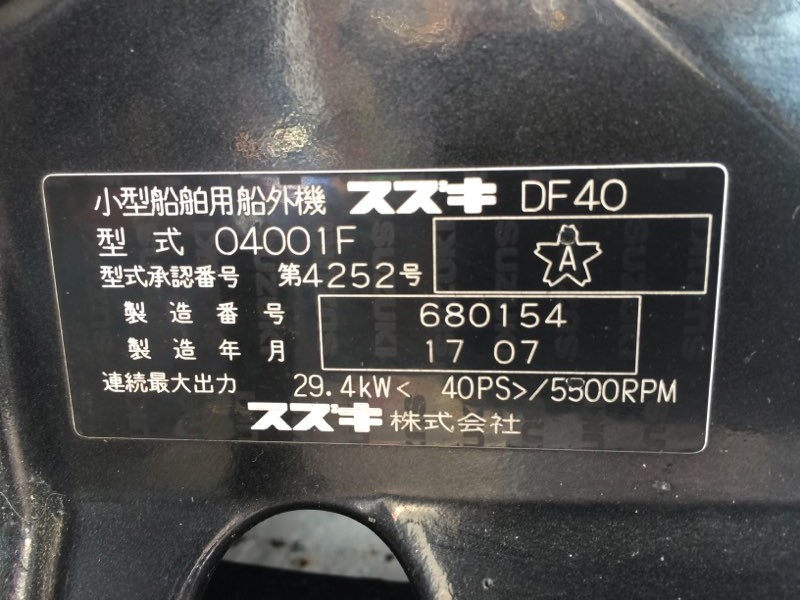 小型船舶用船外機 スズキ DF40
型式 04001F
A
型式承認番号 第4252号
製造番号 680154
製造年月 17 07
連続最大出力 29.4kW< 40PS>/5500RPM
スズキ株式会社